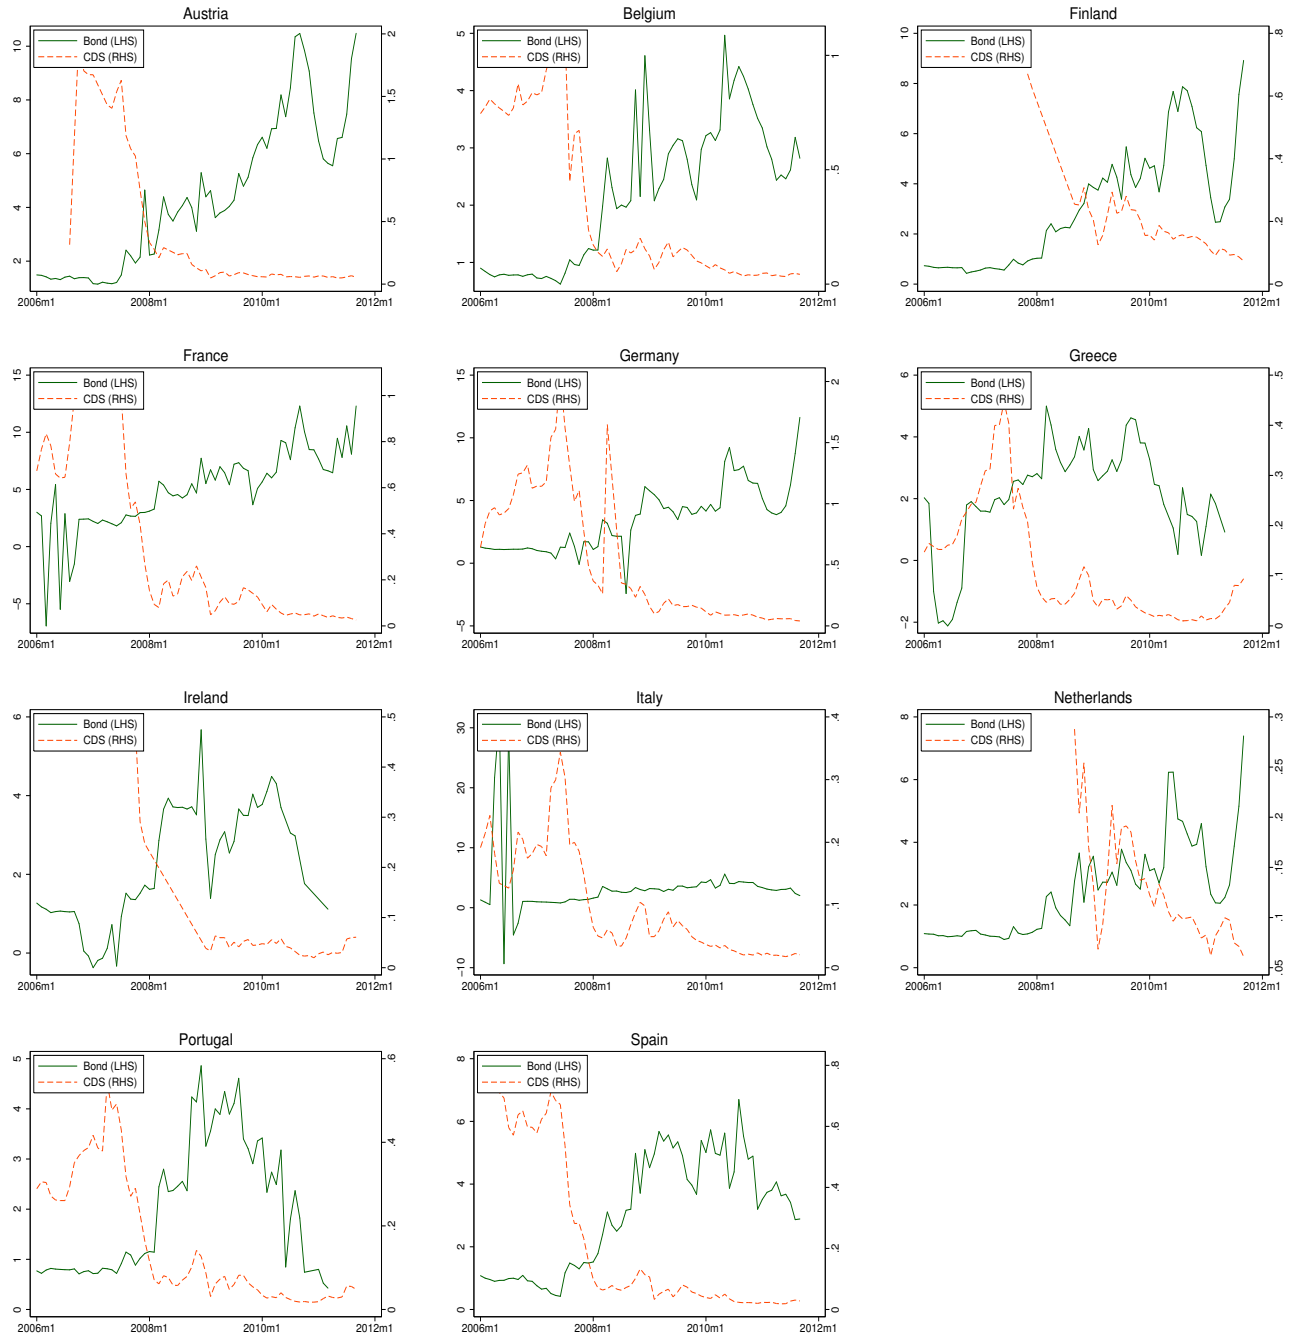 Austria
Bond (LHS)
CDS (RHS)
10
8
6
4
2
2
1.5
1
.5
0
2006m1 2008m1 2010m1 2012m1
Belgium
Bond (LHS)
CDS (RHS)
5
4
3
2
1
1
.5
0
2006m1 2008m1 2010m1 2012m1
Finland
Bond (LHS)
CDS (RHS)
10
8
6
4
2
0
.8
.6
.4
.2
0
2006m1 2008m1 2010m1 2012m1
France
Bond (LHS)
CDS (RHS)
15
10
5
0
−5
1
.8
.6
.4
.2
0
2006m1 2008m1 2010m1 2012m1
Germany
Bond (LHS)
CDS (RHS)
15
10
5
0
−5
2
1.5
1
.5
0
2006m1 2008m1 2010m1 2012m1
Greece
Bond (LHS)
CDS (RHS)
6
4
2
0
−2
.5
.4
.3
.2
.1
0
2006m1 2008m1 2010m1 2012m1
Ireland
Bond (LHS)
CDS (RHS)
6
4
2
0
.5
.4
.3
.2
.1
0
2006m1 2008m1 2010m1 2012m1
Italy
Bond (LHS)
CDS (RHS)
30
20
10
0
−10
.4
.3
.2
.1
0
2006m1 2008m1 2010m1 2012m1
Netherlands
Bond (LHS)
CDS (RHS)
8
6
4
2
0
.3
.25
.2
.15
.1
.05
2006m1 2008m1 2010m1 2012m1
Portugal
Bond (LHS)
CDS (RHS)
5
4
3
2
1
0
.6
.4
.2
0
2006m1 2008m1 2010m1 2012m1
Spain
Bond (LHS)
CDS (RHS)
8
6
4
2
0
.8
.6
.4
.2
0
2006m1 2008m1 2010m1 2012m1